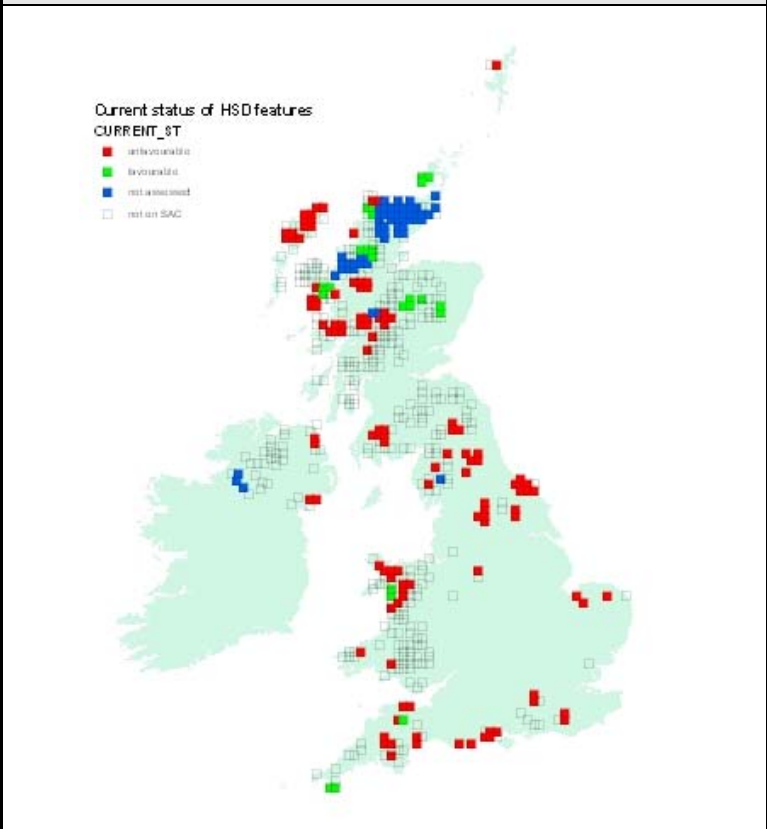 Current status of HSD features
CURRENT_ST
unfavourable
favourable
not assessed
not on SAC